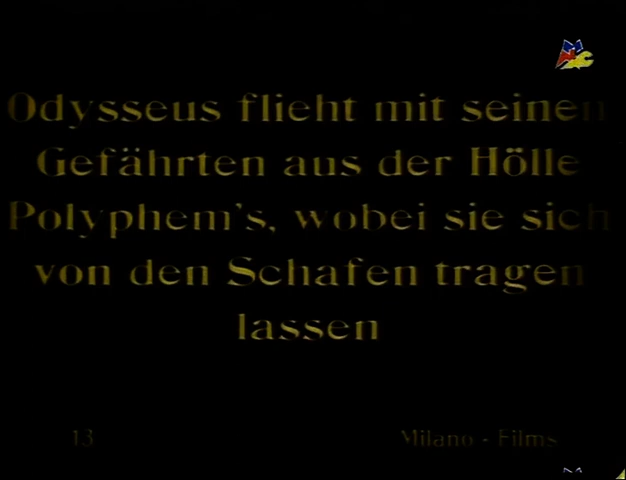 Odysseus flieht mit seinen
Gefährten aus der Hölle
Polyphem's, wobei sie sich
von den Schafen tragen
lassen
13
Milano - Films